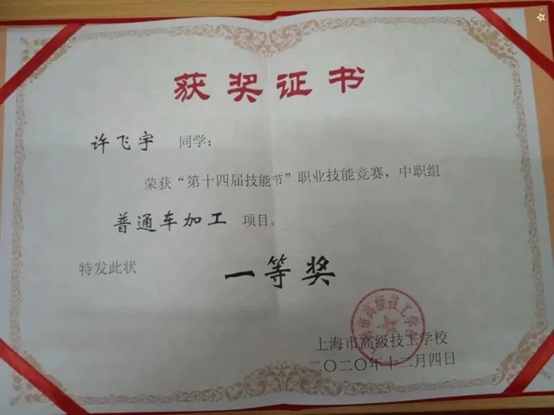 获奖证书
许飞宇 同学:
荣获“第十四届技能节”职业技能竞赛,中职组
普通车加工 项目。
一等奖
特发此状
上海市高级技工学校
二〇二〇年十二月四日